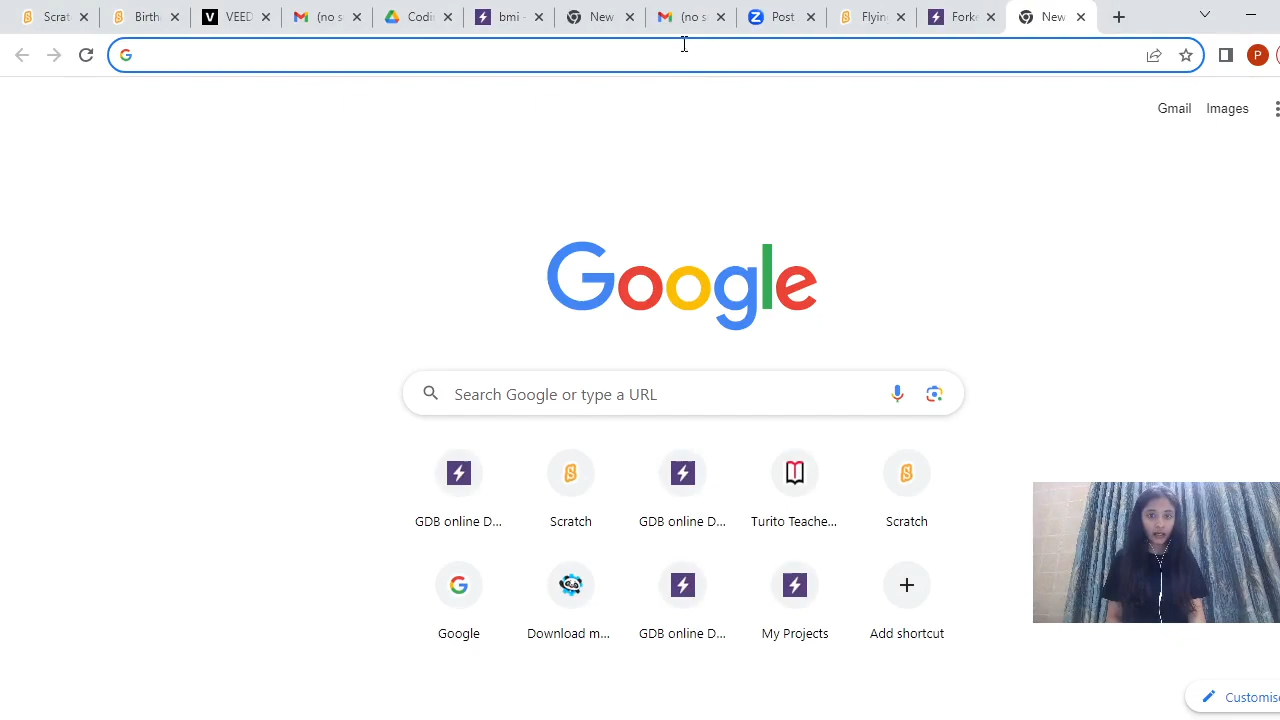 Scrat
Birth
VEED
(no s
Codi
bmi -
New
(no s
Post
Flyin
Forke
New
P
Gmail
Images
Google
Search Google or type a URL
GDB online D...
Scratch
GDB online D...
Turito Teache...
Scratch
Google
Download m...
GDB online D...
My Projects
Add shortcut
Customise